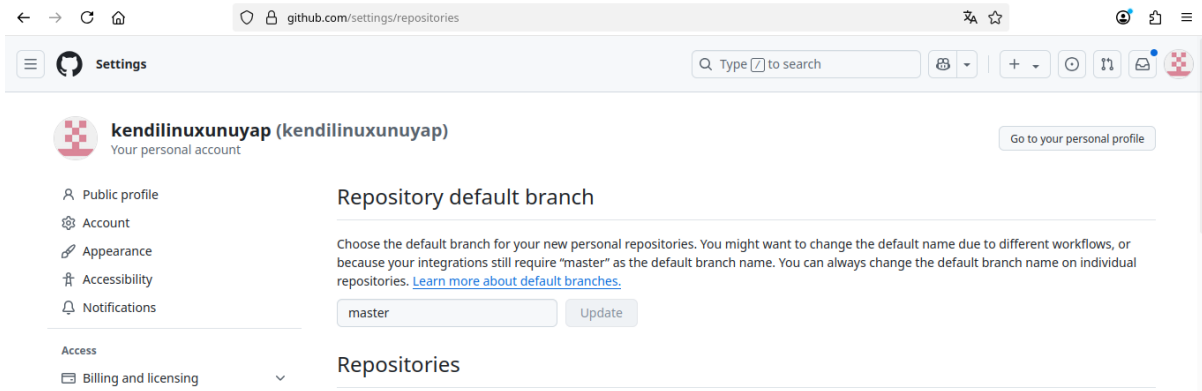 github.com/settings/repositories
Settings
Type / to search
kendilinuxunuyap (kendilinuxunuyap)
Your personal account
Go to your personal profile
Public profile
Account
Appearance
Accessibility
Notifications
Access
Billing and licensing
Repository default branch
Choose the default branch for your new personal repositories. You might want to change the default name due to different workflows, or
because your integrations still require “master” as the default branch name. You can always change the default branch name on individual
repositories. Learn more about default branches.
master
Update
Repositories